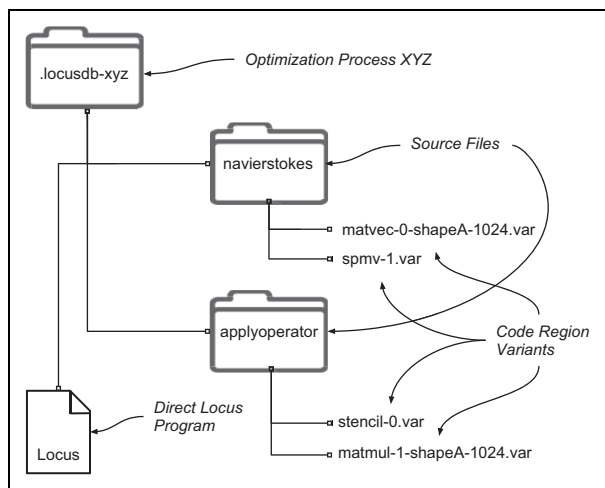 .locusdb-xyz
Optimization Process XYZ
navierstokes
Source Files
matvec-0-shapeA-1024.var
spmv-1.var
applyoperator
Code Region
Variants
Direct Locus
Program
Locus
stencil-0.var
matmul-1-shapeA-1024.var